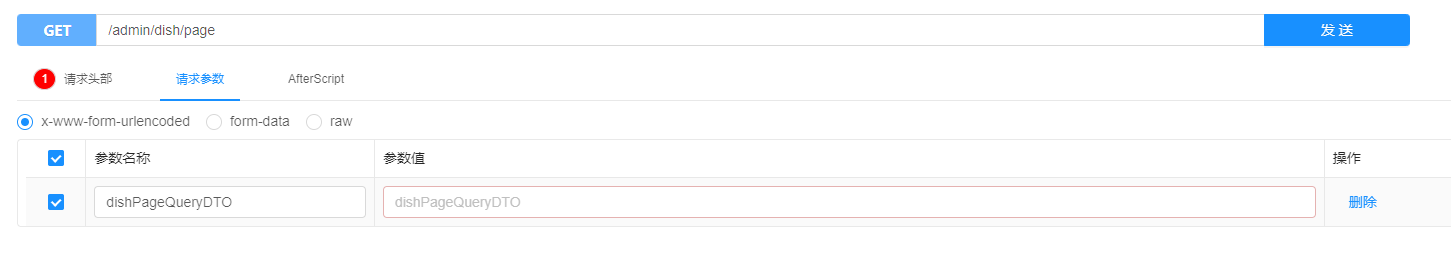 GET /admin/dish/page 发 送
1 请求头部 请求参数 AfterScript
x-www-form-urlencoded form-data raw
参数名称 参数值 操作
dishPageQueryDTO dishPageQueryDTO 删除